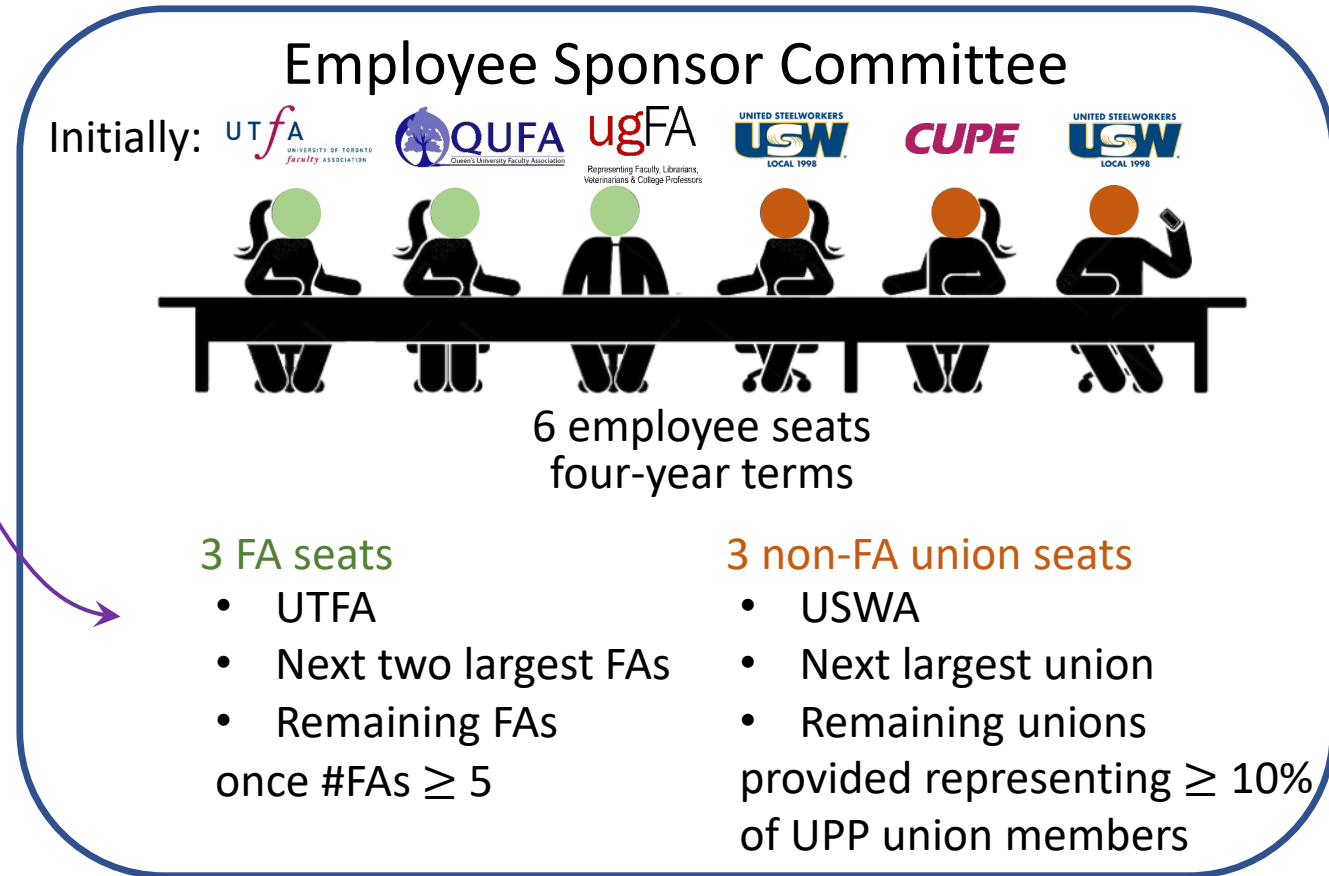 Employee Sponsor Committee
Initially:
UTfA
UNIVERSITY OF TORONTO
faculty ASSOCIATION
QUFA
Queen's University Faculty Association
ugFA
Representing Faculty, Librarians,
Veterinarians & College Professors
UNITED STEELWORKERS
USW
LOCAL 1998
CUPE
UNITED STEELWORKERS
USW
LOCAL 1998
6 employee seats
four-year terms
3 FA seats
• UTFA
• Next two largest FAs
• Remaining FAs
once #FAs ≥ 5
3 non-FA union seats
• USWA
• Next largest union
• Remaining unions
provided representing ≥ 10%
of UPP union members